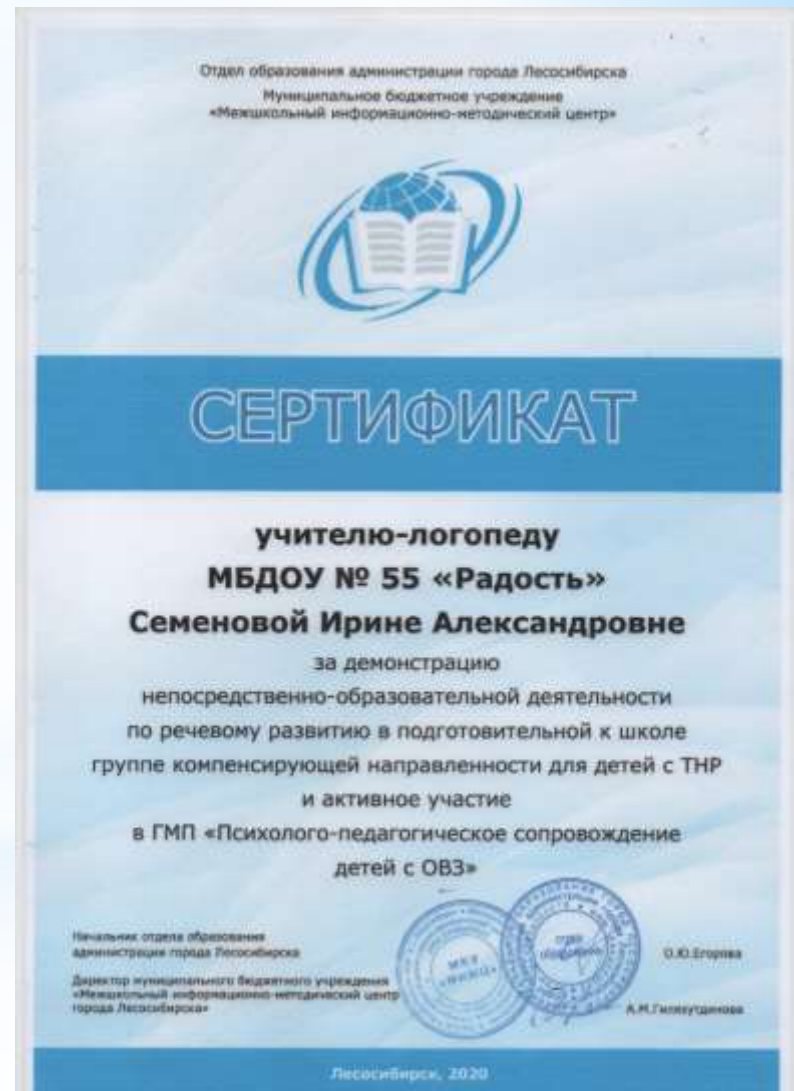 Отдел образования администрации города Лесосибирска
Муниципальное бюджетное учреждение
«Межшкольный информационно-методический центр»
СЕРТИФИКАТ
учителю-логопеду
МБДОУ № 55 «Радость»
Семеновой Ирине Александровне
за демонстрацию
непосредственно-образовательной деятельности
по речевому развитию в подготовительной к школе
группе компенсирующей направленности для детей с ТНР
и активное участие
в ГМП «Психолого-педагогическое сопровождение
детей с ОВЗ»
Начальник отдела образования
администрации города Лесосибирска
О.Ю.Егорова
Директор муниципального бюджетного учреждения
«Межшкольный информационно-методический центр
города Лесосибирска»
А.М.Гилязутдинова
отдел
образования
Лесосибирск, 2020